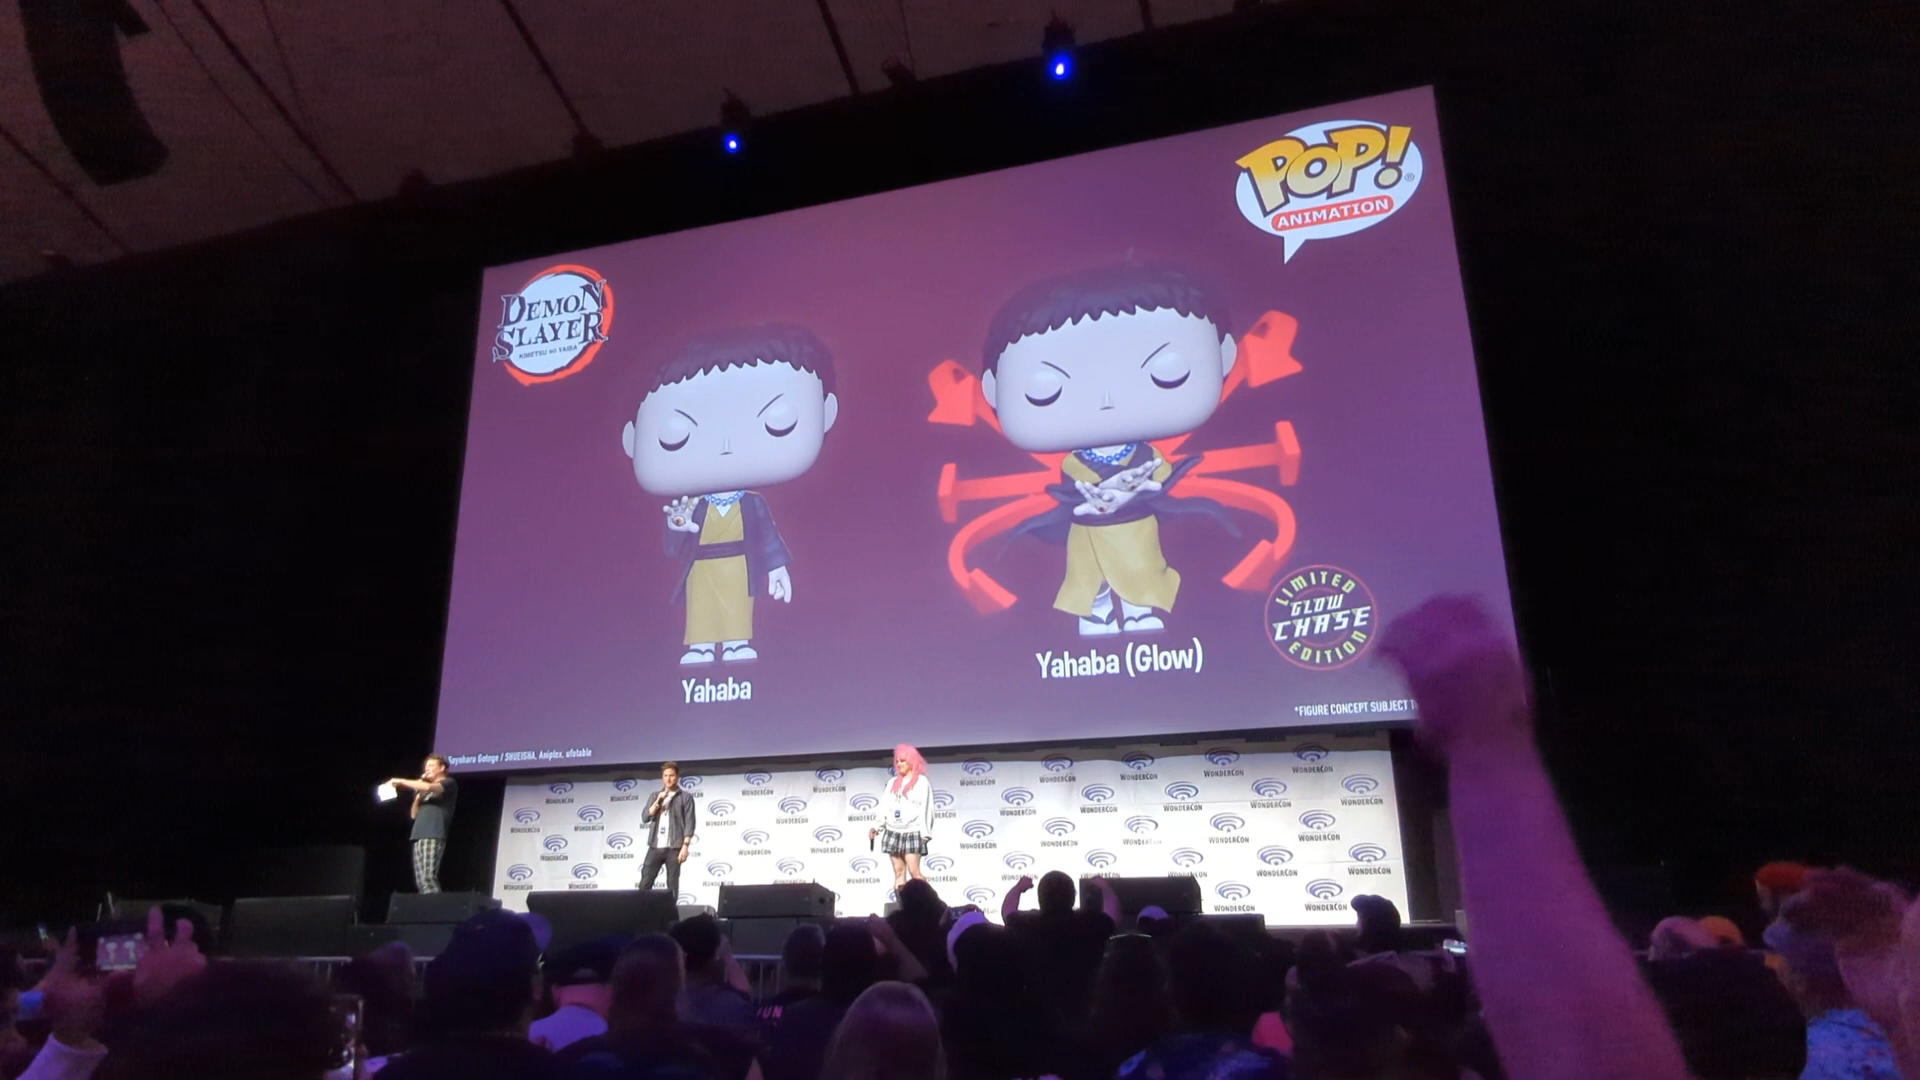 POP!
ANIMATION
DEMON
SLAYER
KIMETSU NO YAIBA
LIMITED
GLOW
CHASE
EDITION
Yahaba (Glow)
Yahaba
*FIGURE CONCEPT SUBJECT
Koyoharu Gotoge / SHUEISHA, Aniplex, ufotable
WONDERCON